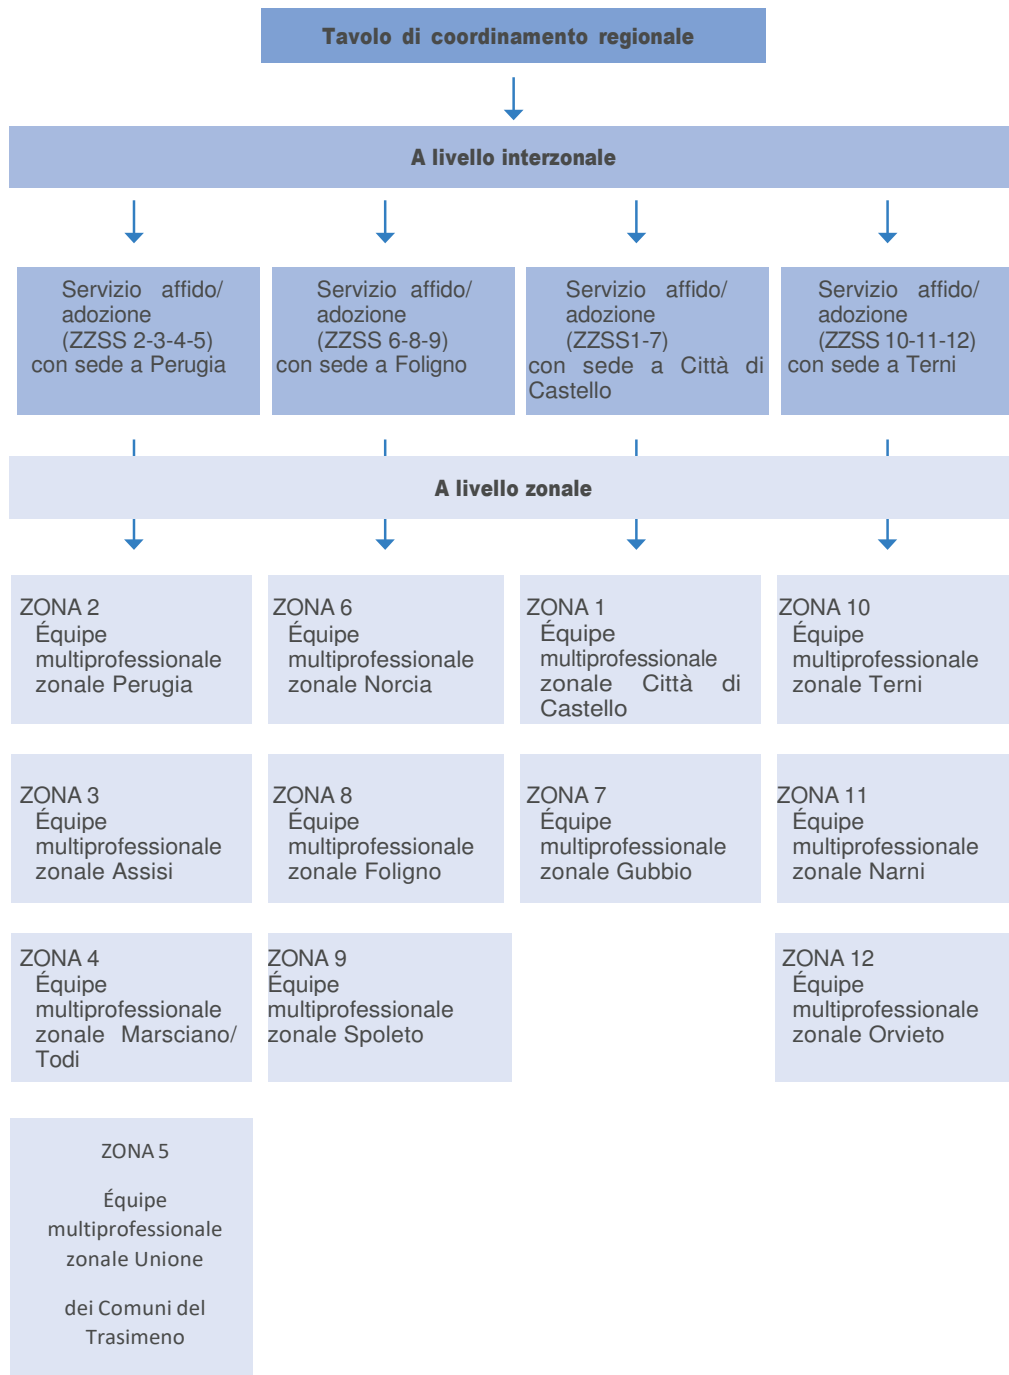 Tavolo di coordinamento regionale
A livello interzonale
Servizio affido/
adozione
(ZZSS 2-3-4-5)
con sede a Perugia
Servizio affido/
adozione
(ZZSS 6-8-9)
con sede a Foligno
Servizio affido/
adozione
(ZZSS1-7)
con sede a Città di
Castello
Servizio affido/
adozione
(ZZSS 10-11-12)
con sede a Terni
A livello zonale
ZONA 2
Équipe
multiprofessionale
zonale Perugia
ZONA 6
Équipe
multiprofessionale
zonale Norcia
ZONA 1
Équipe
multiprofessionale
zonale Città di
Castello
ZONA 10
Équipe
multiprofessionale
zonale Terni
ZONA 3
Équipe
multiprofessionale
zonale Assisi
ZONA 8
Équipe
multiprofessionale
zonale Foligno
ZONA 7
Équipe
multiprofessionale
zonale Gubbio
ZONA 11
Équipe
multiprofessionale
zonale Narni
ZONA 4
Équipe
multiprofessionale
zonale Marsciano/
Todi
ZONA 9
Équipe
multiprofessionale
zonale Spoleto
ZONA 12
Équipe
multiprofessionale
zonale Orvieto
ZONA 5
Équipe
multiprofessionale
zonale Unione
dei Comuni del
Trasimeno